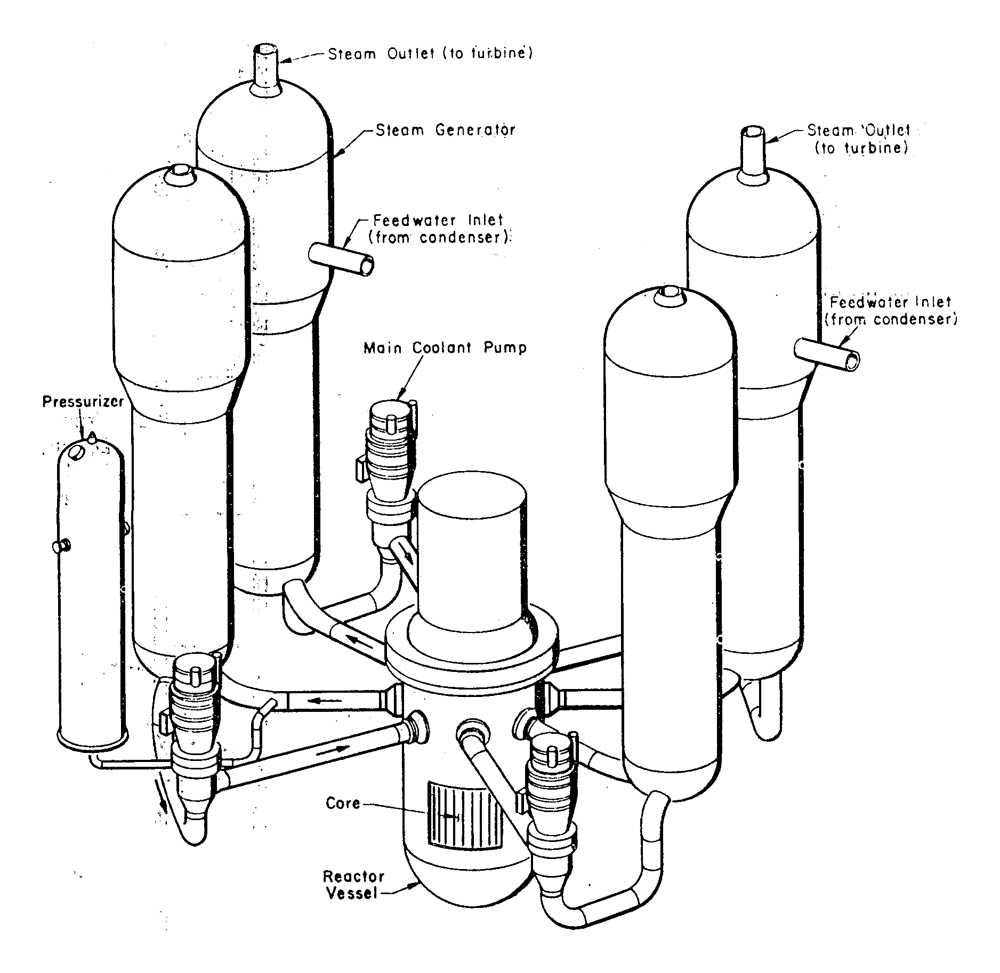 Steam Outlet (to turbine)
Steam Generator
Steam Outlet
(to turbine)
Feedwater Inlet
(from condenser)
Feedwater Inlet
(from condenser)
Main Coolant Pump
Pressurizer
Core
Reactor
Vessel